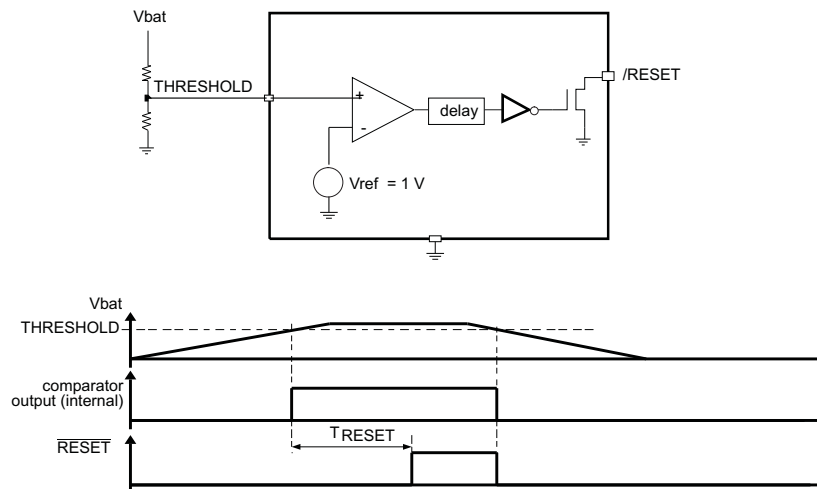 Vbat
THRESHOLD
+
-
delay
/RESET
Vref = 1 V
Vbat
THRESHOLD
comparator
output (internal)
TRESET
RESET